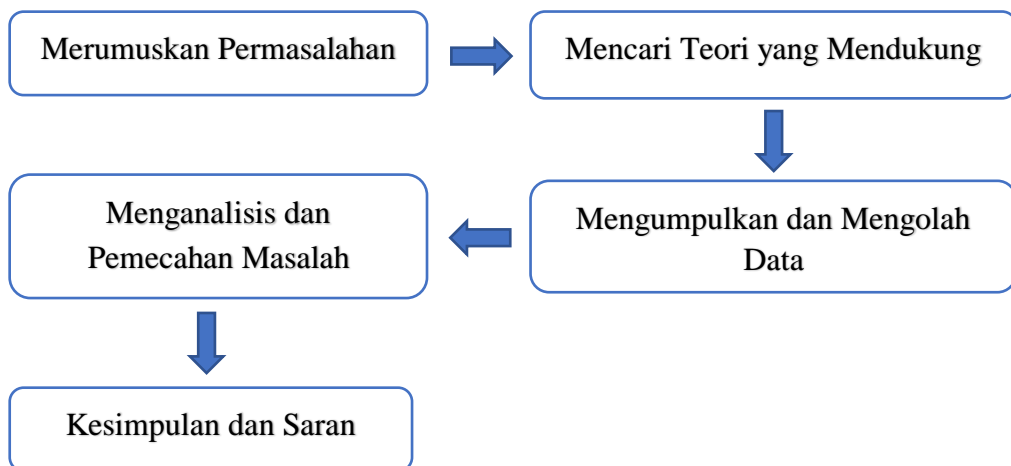 Merumuskan Permasalahan
Mencari Teori yang Mendukung
Mengumpulkan dan Mengolah
Data
Menganalisis dan
Pemecahan Masalah
Kesimpulan dan Saran